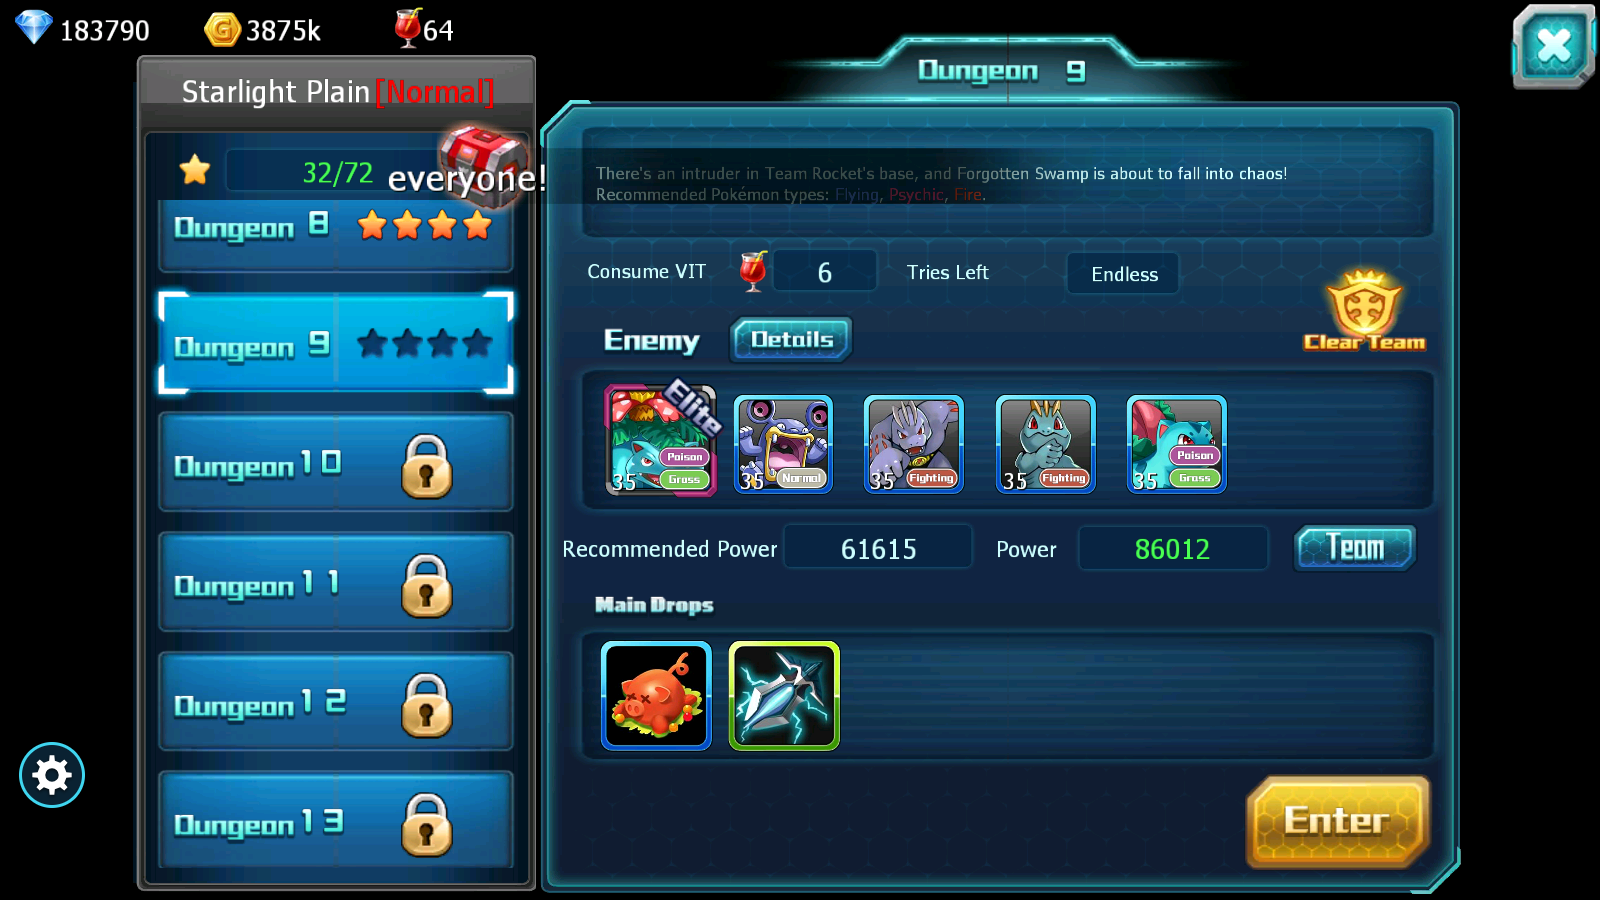 183790
3875k
64
Dungeon 9
Starlight Plain[Normal]
32/72
everyone!
Dungeon 8
Dungeon 9
Dungeon 10
Dungeon 11
Dungeon 12
Dungeon 13
There's an intruder in Team Rocket's base, and Forgotten Swamp is about to fall into chaos!
Recommended Pokémon types: Flying, Psychic, Fire.
Consume VIT
6
Tries Left
Endless
Clear Team
Enemy
Details
Elite
Poison
Grass
35
Normal
35
Fighting
35
Fighting
35
Poison
Grass
35
Recommended Power
61615
Power
86012
Team
Main Drops
Enter